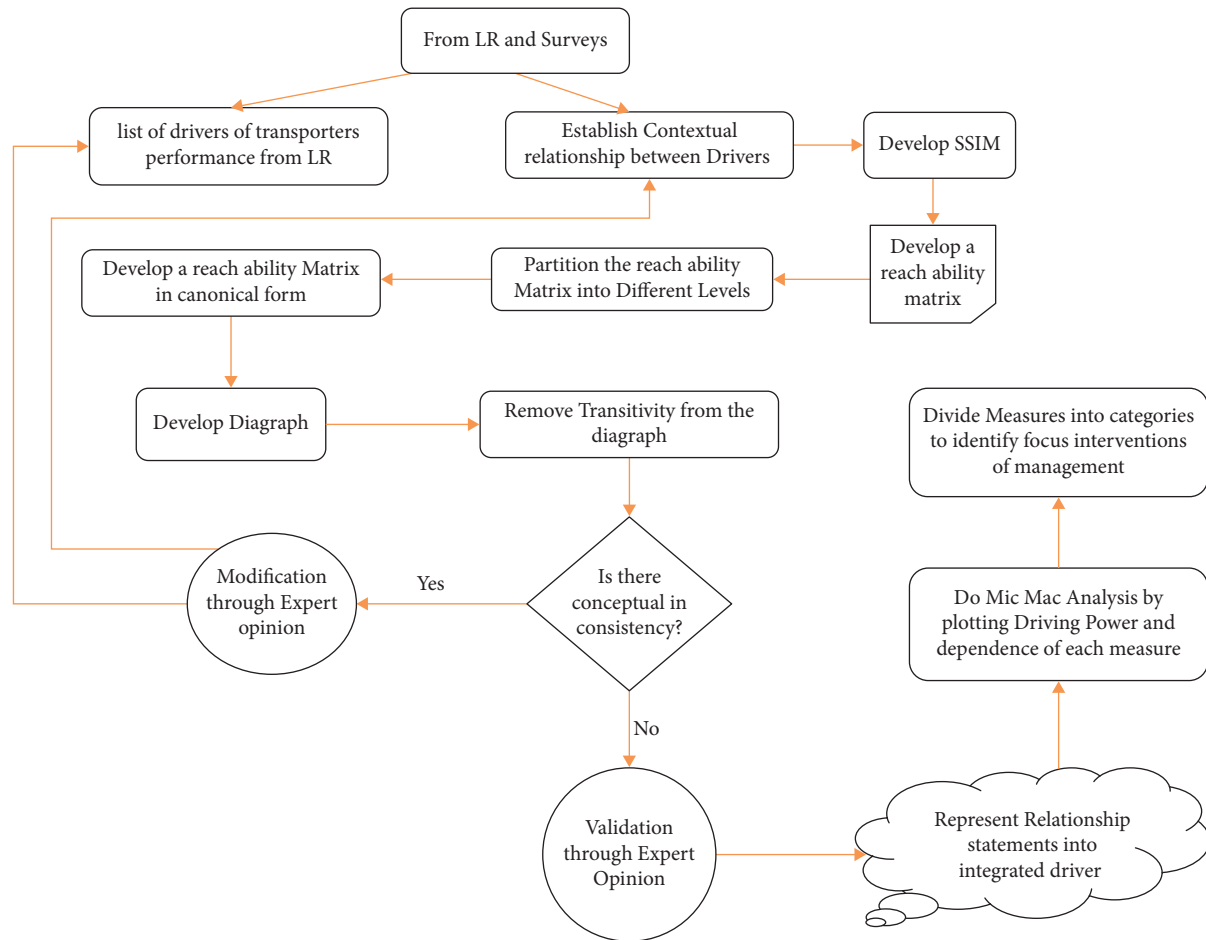 From LR and Surveys
list of drivers of transporters
performance from LR
Establish Contextual
relationship between Drivers
Develop SSIM
Develop a reach ability Matrix
in canonical form
Partition the reach ability
Matrix into Different Levels
Develop a
reach ability
matrix
Develop Diagraph
Remove Transitivity from the
diagraph
Divide Measures into categories
to identify focus interventions
of management
Modification
through Expert
opinion
Yes
Is there
conceptual in
consistency?
Do Mic Mac Analysis by
plotting Driving Power and
dependence of each measure
No
Validation
through Expert
Opinion
Represent Relationship
statements into
integrated driver